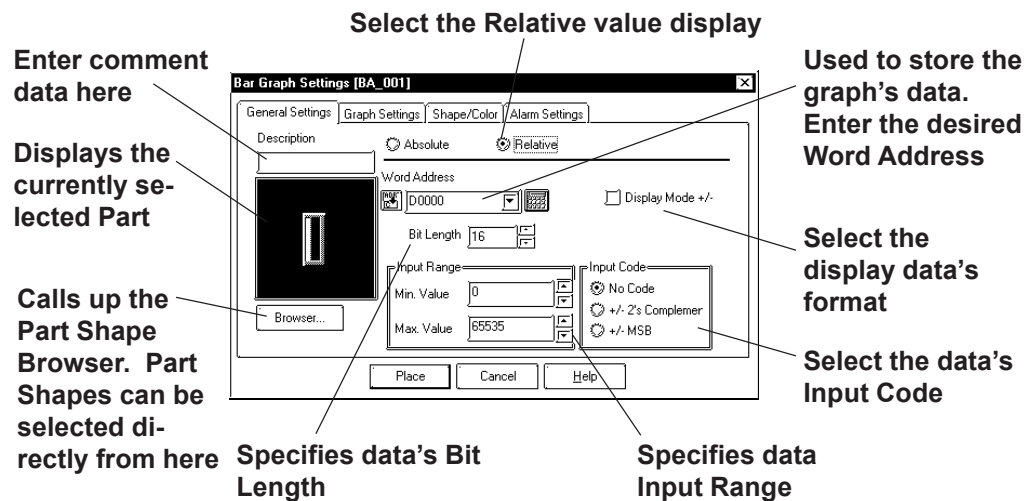 Select the Relative value display
Enter comment
data here
Used to store the
graph's data.
Enter the desired
Word Address
Displays the
currently se-
lected Part
Bar Graph Settings [BA_001]
General Settings
Graph Settings
Shape/Color
Alarm Settings
Description
Absolute
Relative
Word Address
D0000
Display Mode +/-
Bit Length
16
Input Range
Min. Value
0
Max. Value
65535
Input Code
No Code
+/- 2's Complemer
+/- MSB
Browser...
Place
Cancel
Help
Select the
display data's
format
Calls up the
Part Shape
Browser. Part
Shapes can be
selected di-
rectly from here
Select the data's
Input Code
Specifies data's Bit
Length
Specifies data
Input Range